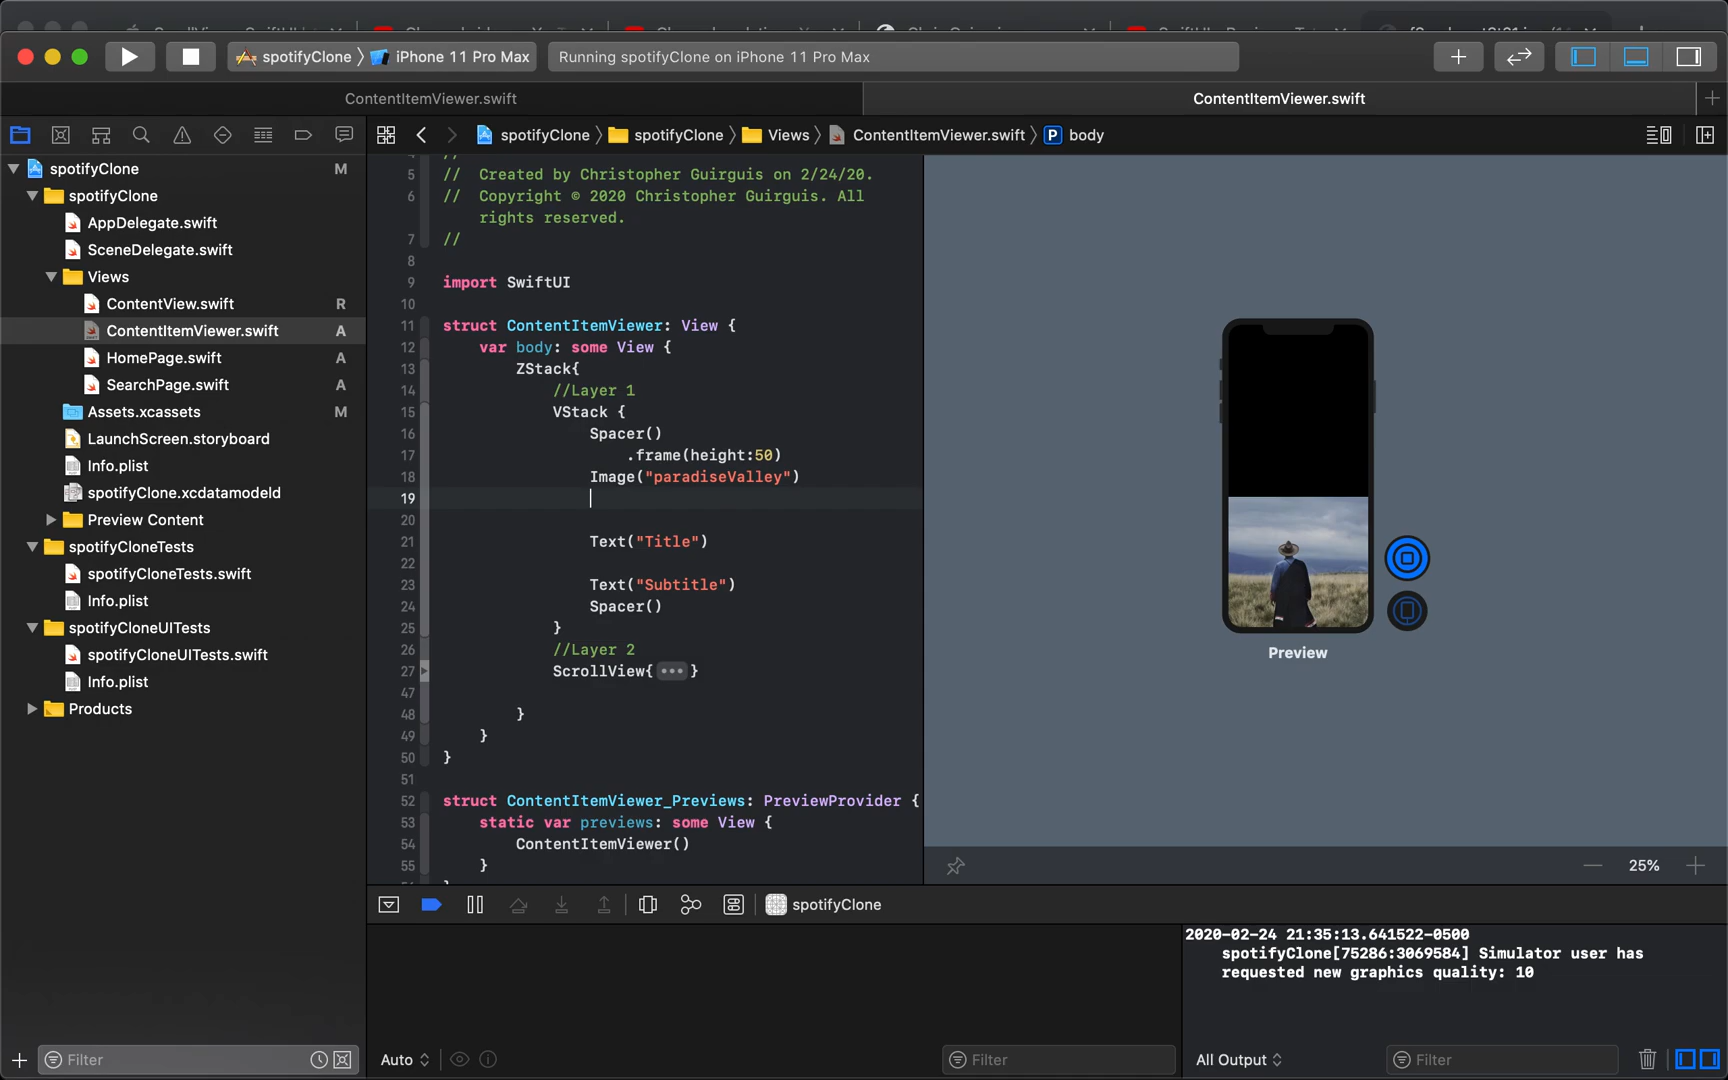 spotifyClone
iPhone 11 Pro Max
Running spotifyClone on iPhone 11 Pro Max
ContentItemViewer.swift
ContentItemViewer.swift
spotifyClone
spotifyClone
Views
ContentItemViewer.swift
P
body
spotifyClone M
spotifyClone
AppDelegate.swift
SceneDelegate.swift
Views
ContentView.swift R
ContentItemViewer.swift A
HomePage.swift A
SearchPage.swift A
Assets.xcassets M
LaunchScreen.storyboard
Info.plist
spotifyClone.xcdatamodeld
Preview Content
spotifyCloneTests
spotifyCloneTests.swift
Info.plist
spotifyCloneUITests
spotifyCloneUITests.swift
Info.plist
Products
Filter
5 // Created by Christopher Guirguis on 2/24/20.
6 // Copyright © 2020 Christopher Guirguis. All
rights reserved.
7 //
8
9 import SwiftUI
10
11 struct ContentItemViewer: View {
12 var body: some View {
13 ZStack{
14 //Layer 1
15 VStack {
16 Spacer()
17 .frame(height:50)
18 Image("paradiseValley")
19
20
21 Text("Title")
22
23 Text("Subtitle")
24 Spacer()
25 }
26 //Layer 2
27 ScrollView{ ••• }
47
48 }
49 }
50 }
51
52 struct ContentItemViewer_Previews: PreviewProvider {
53 static var previews: some View {
54 ContentItemViewer()
55 }
Preview
25%
spotifyClone
2020-02-24 21:35:13.641522-0500
spotifyClone[75286:3069584] Simulator user has
requested new graphics quality: 10
Auto
Filter
All Output
Filter